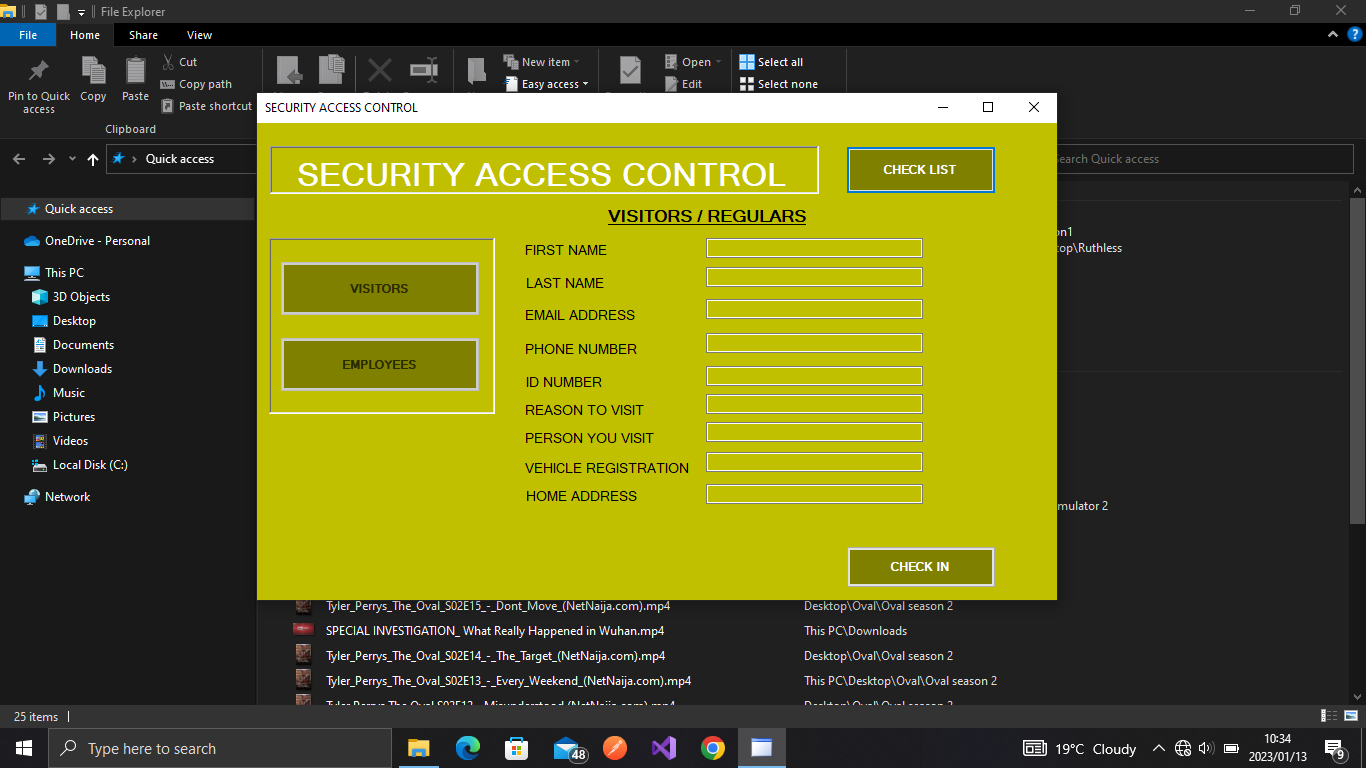 File Explorer
File Home Share View
Pin to Quick access
Copy
Paste
Cut
Copy path
Paste shortcut
New item
Easy access
Open
Edit
Select all
Select none
Clipboard
SECURITY ACCESS CONTROL
Quick access
Search Quick access
SECURITY ACCESS CONTROL
CHECK LIST
VISITORS / REGULARS
VISITORS
EMPLOYEES
FIRST NAME
LAST NAME
EMAIL ADDRESS
PHONE NUMBER
ID NUMBER
REASON TO VISIT
PERSON YOU VISIT
VEHICLE REGISTRATION
HOME ADDRESS
CHECK IN
Quick access
OneDrive - Personal
This PC
3D Objects
Desktop
Documents
Downloads
Music
Pictures
Videos
Local Disk (C:)
Network
on1
op\Ruthless
mulator 2
Tyler_Perrys_The_Oval_S02E15_-_Dont_Move_(NetNaija.com).mp4 Desktop\Oval\Oval season 2
SPECIAL INVESTIGATION_ What Really Happened in Wuhan.mp4 This PC\Downloads
Tyler_Perrys_The_Oval_S02E14_-_The_Target_(NetNaija.com).mp4 Desktop\Oval\Oval season 2
Tyler_Perrys_The_Oval_S02E13_-_Every_Weekend_(NetNaija.com).mp4 This PC\Desktop\Oval\Oval season 2
25 items
Type here to search
48
19°C Cloudy
10:34
2023/01/13
9